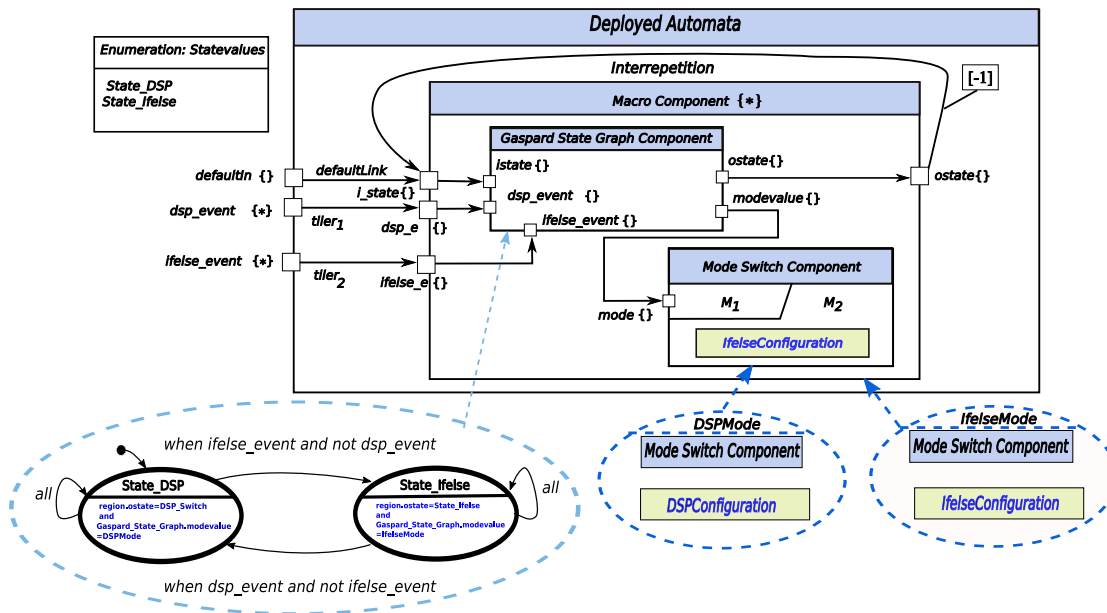 Deployed Automata
Enumeration: Statevalues
State_DSP
State_Ifelse
Interrepetition
[-1]
Macro Component {*}
Gaspard State Graph Component
istate {}
ostate{}
defaultIn {}
defaultLink
i_state{}
ostate{}
dsp_event {}
modevalue {}
dsp_event {*}
tiler1
dsp_e {}
ifelse_event {}
ifelse_event {*}
tiler2
ifelse_e {}
Mode Switch Component
M1
M2
mode {}
IfelseConfiguration
DSPMode
Mode Switch Component
DSPConfiguration
IfelseMode
Mode Switch Component
IfelseConfiguration
when ifelse_event and not dsp_event
State_DSP
region.ostate=DSP_Switch
and
Gaspard_State_Graph.modevalue
=DSPMode
all
State_Ifelse
region.ostate=State_Ifelse
and
Gaspard_State_Graph.modevalue
=IfelseMode
all
when dsp_event and not ifelse_event